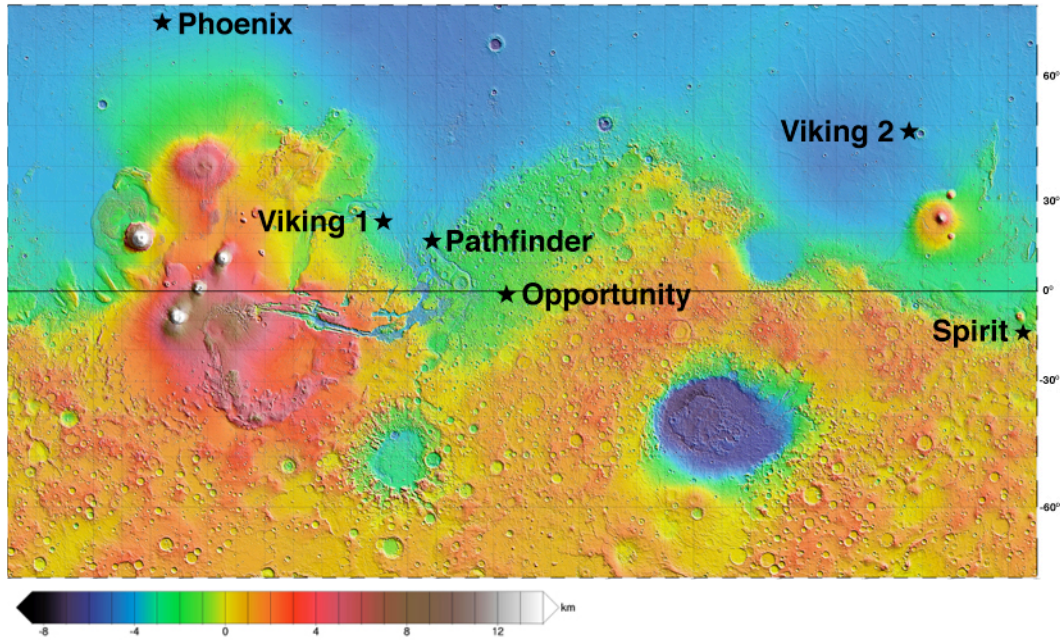 Phoenix
60°
Viking 2
30°
Viking 1
Pathfinder
0°
Opportunity
Spirit
-30°
-60°
km
-8 -4 0 4 8 12